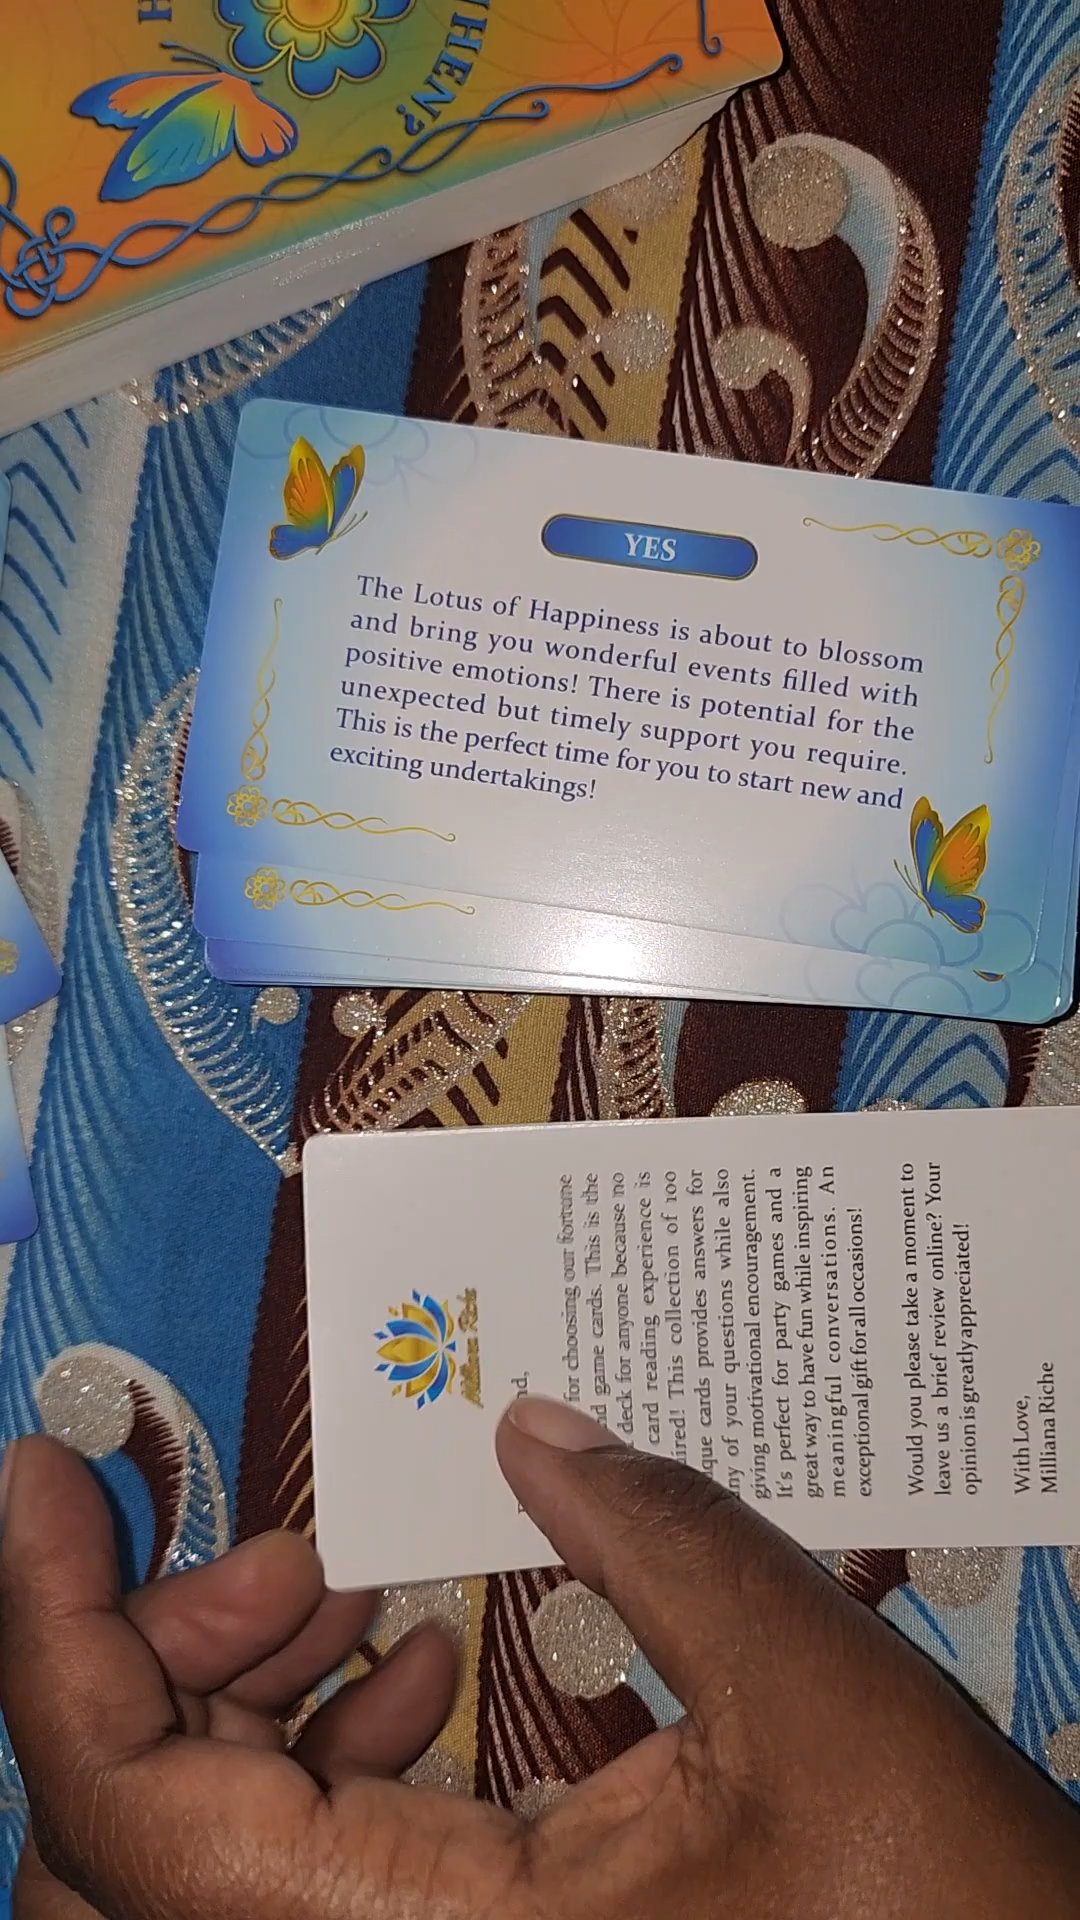 HEN?
H
YES
The Lotus of Happiness is about to blossom
and bring you wonderful events filled with
positive emotions! There is potential for the
unexpected but timely support you require.
This is the perfect time for you to start new and
exciting undertakings!
Milliana Riche
nd,
for choosing our fortune
d game cards. This is the
deck for anyone because no
card reading experience is
ired! This collection of 100
que cards provides answers for
ny of your questions while also
giving motivational encouragement.
It's perfect for party games and a
great way to have fun while inspiring
meaningful conversations. An
exceptional gift for all occasions!
Would you please take a moment to
leave us a brief review online? Your
opinion is greatly appreciated!
With Love,
Milliana Riche